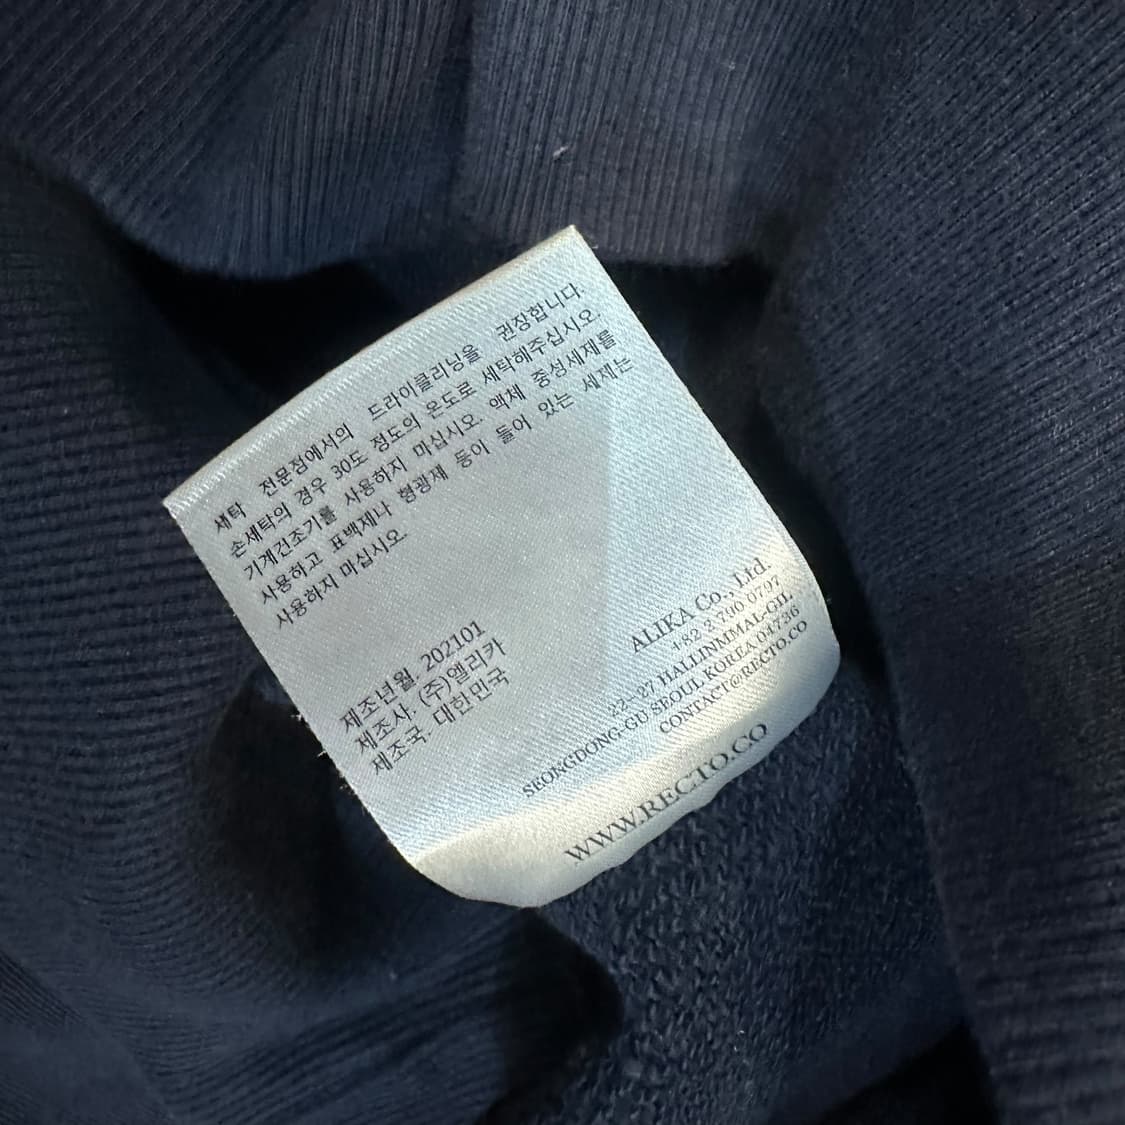 세탁 전문점에서의 드라이클리닝을 권장합니다.
손세탁의 경우 30도 정도의 온도로 세탁해주십시오.
기계건조기를 사용하지 마십시오. 액체 중성세제를
사용하고 표백제나 형광제 등이 들어 있는 세제는
사용하지 마십시오.
제조년월. 202101
제조사. (주)앨리카
제조국. 대한민국
ALIKA Co., Ltd.
+82 2 790 0797
22-27 HALLINMMAL-GIL
SEONGDONG-GU SEOUL KOREA 04736
CONTACT@RECTO.CO
WWW.RECTO.CO